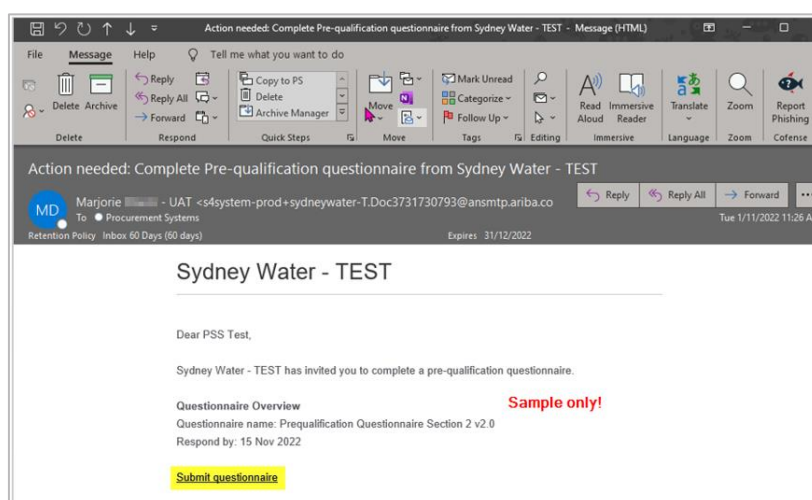 Action needed: Complete Pre-qualification questionnaire from Sydney Water - TEST - Message (HTML)
File Message Help Tell me what you want to do
Delete Archive
Reply
Reply All
Forward
Copy to PS
Delete
Archive Manager
Move
Mark Unread
Categorize
Follow Up
Read Aloud
Immersive Reader
Translate
Zoom
Report Phishing
Delete Respond Quick Steps Move Tags Editing Immersive Language Zoom Cofense
Action needed: Complete Pre-qualification questionnaire from Sydney Water - TEST
MD
Marjorie - UAT <s4system-prod+sydneywater-T.Doc3731730793@ansmtp.ariba.co
To Procurement Systems
Reply Reply All Forward
Tue 1/11/2022 11:26 A
Retention Policy Inbox 60 Days (60 days) Expires 31/12/2022
Sydney Water - TEST
Dear PSS Test,
Sydney Water - TEST has invited you to complete a pre-qualification questionnaire.
Sample only!
Questionnaire Overview
Questionnaire name: Prequalification Questionnaire Section 2 v2.0
Respond by: 15 Nov 2022
Submit questionnaire